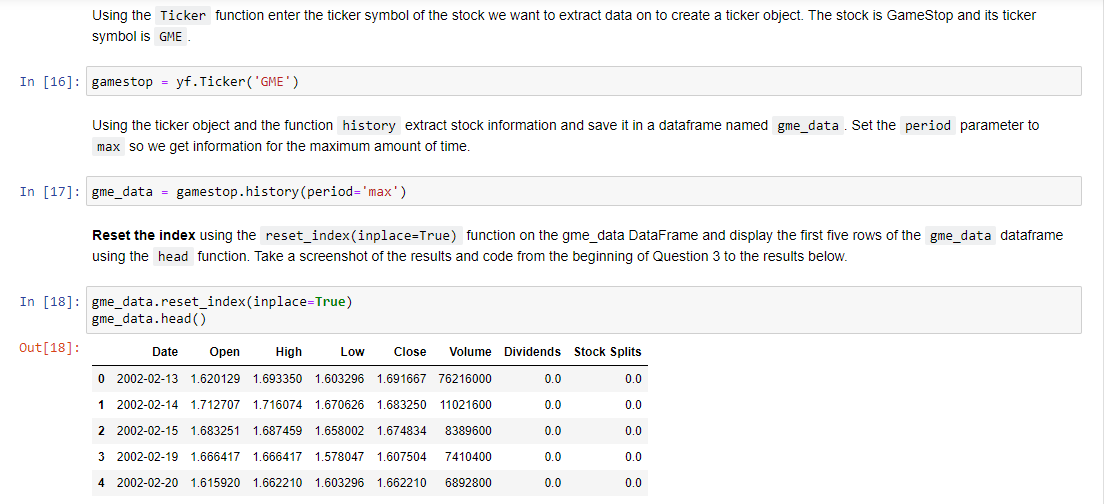 Using the Ticker function enter the ticker symbol of the stock we want to extract data on to create a ticker object. The stock is GameStop and its ticker
symbol is GME .
In [16]: gamestop = yf.Ticker('GME')
Using the ticker object and the function history extract stock information and save it in a dataframe named gme_data . Set the period parameter to
max so we get information for the maximum amount of time.
In [17]: gme_data = gamestop.history(period='max')
Reset the index using the reset_index(inplace=True) function on the gme_data DataFrame and display the first five rows of the gme_data dataframe
using the head function. Take a screenshot of the results and code from the beginning of Question 3 to the results below.
In [18]: gme_data.reset_index(inplace=True)
gme_data.head()
Out[18]:
Date Open High Low Close Volume Dividends Stock Splits
0 2002-02-13 1.620129 1.693350 1.603296 1.691667 76216000 0.0 0.0
1 2002-02-14 1.712707 1.716074 1.670626 1.683250 11021600 0.0 0.0
2 2002-02-15 1.683251 1.687459 1.658002 1.674834 8389600 0.0 0.0
3 2002-02-19 1.666417 1.666417 1.578047 1.607504 7410400 0.0 0.0
4 2002-02-20 1.615920 1.662210 1.603296 1.662210 6892800 0.0 0.0